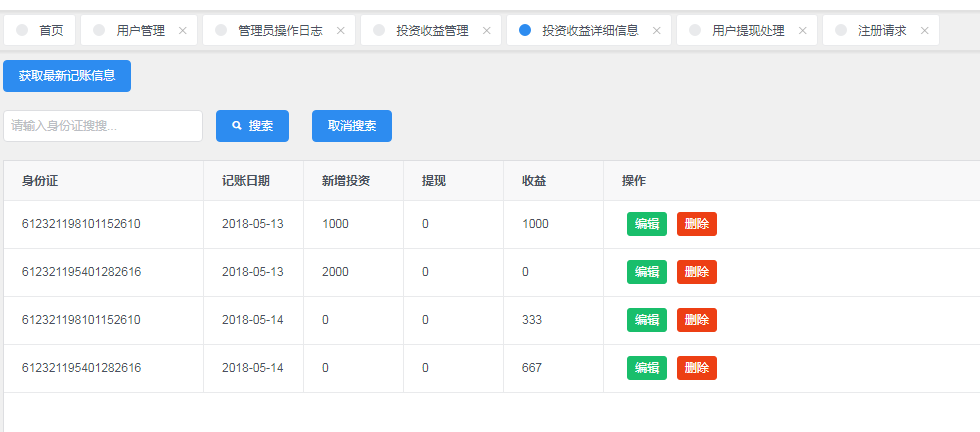 首页 用户管理 管理员操作日志 投资收益管理 投资收益详细信息 用户提现处理 注册请求
获取最新记账信息
请输入身份证搜搜... 搜索 取消搜索
身份证 记账日期 新增投资 提现 收益 操作
612321198101152610 2018-05-13 1000 0 1000 编辑 删除
612321195401282616 2018-05-13 2000 0 0 编辑 删除
612321198101152610 2018-05-14 0 0 333 编辑 删除
612321195401282616 2018-05-14 0 0 667 编辑 删除